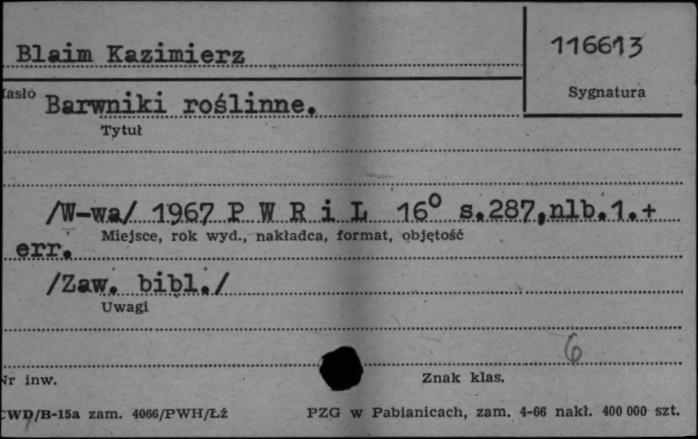 Blaim Kazimierz
116613
Hasło Barwniki roślinne.
Sygnatura
Tytuł
/W-wa/ 1967 P W R i L 16° s.287,nlb.1.+
Miejsce, rok wyd., nakładca, format, objętość
err.
/Zaw. bibl./
Uwagi
6
Nr inw.
Znak klas.
CWD/B-15a zam. 4066/PWH/Łź PZG w Pabianicach, zam. 4-66 nakł. 400 000 szt.